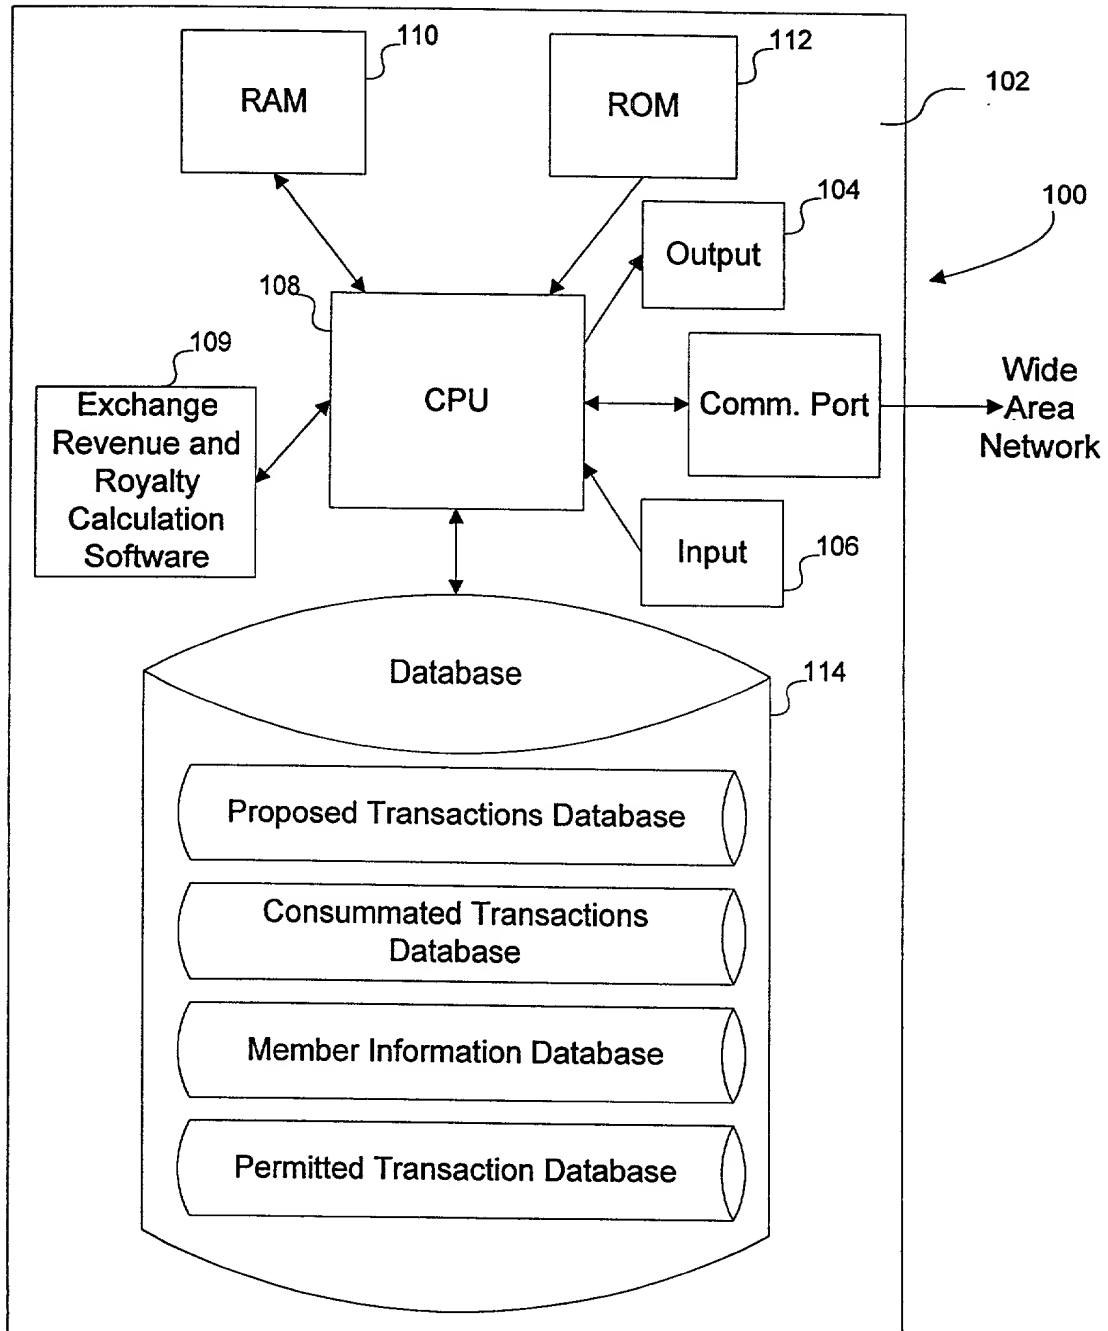 110
112
RAM
ROM
102
104
100
Output
108
109
CPU
Comm. Port
Wide
Area
Network
Exchange
Revenue and
Royalty
Calculation
Software
Input
106
Database
114
Proposed Transactions Database
Consummated Transactions
Database
Member Information Database
Permitted Transaction Database